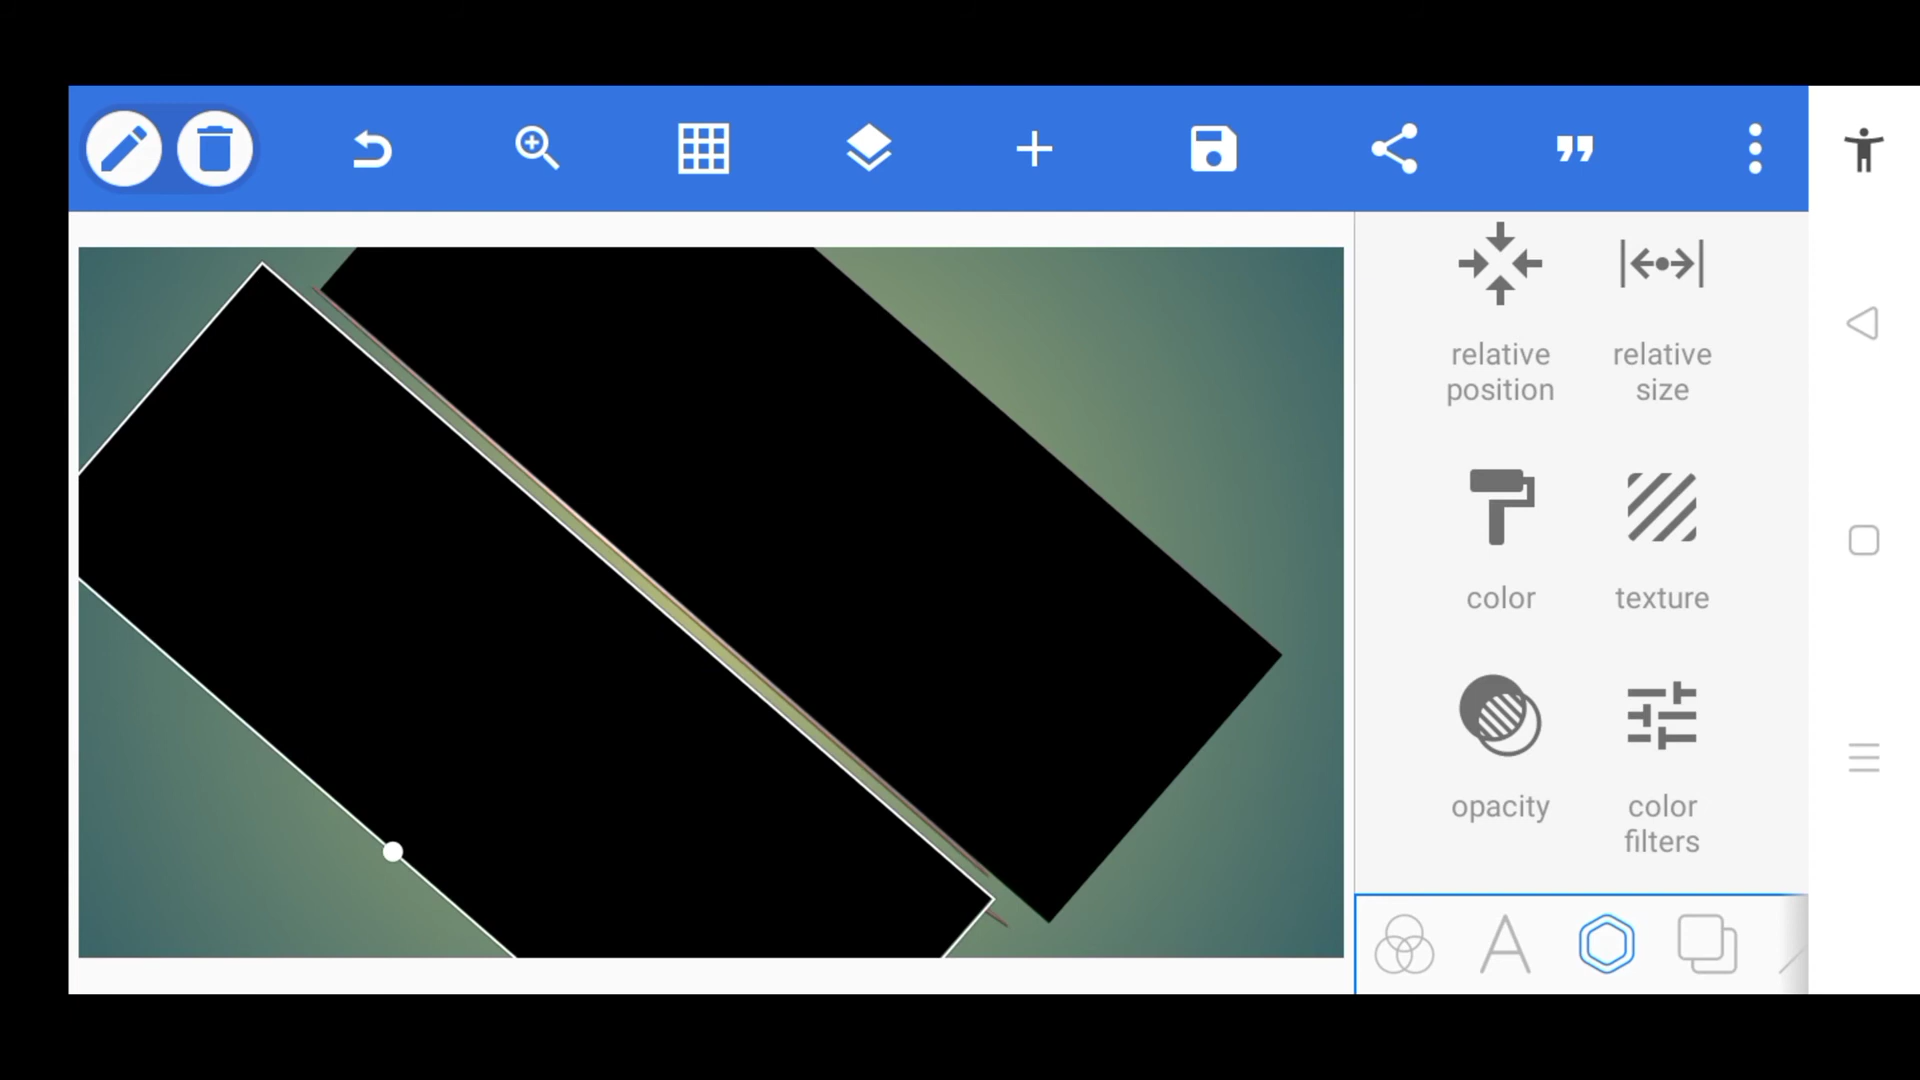 relative
position
relative
size
color
texture
opacity
color
filters